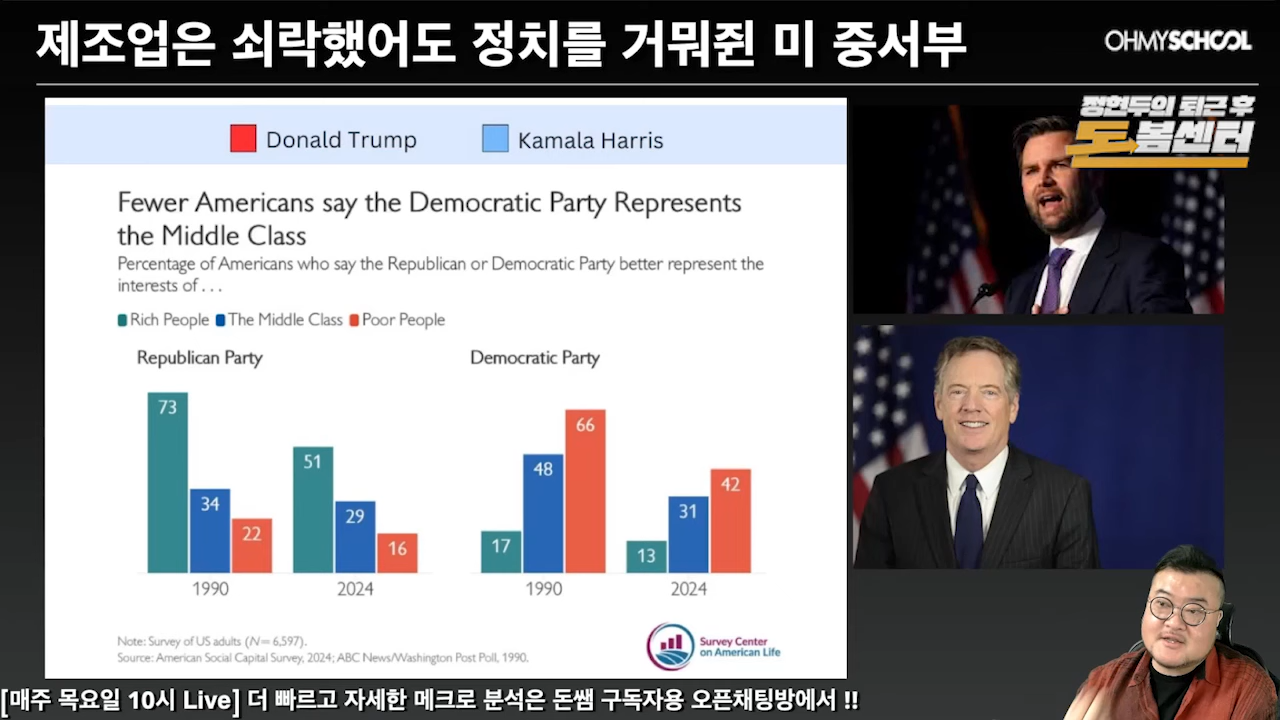 제조업은 쇠락했어도 정치를 거뭐쥔 미 중서부
OHMYSCHOOL
정언두의 퇴근 후
돈봄센터
Donald Trump Kamala Harris
Fewer Americans say the Democratic Party Represents
the Middle Class
Percentage of Americans who say the Republican or Democratic Party better represent the
interests of . . .
Rich People The Middle Class Poor People
Republican Party Democratic Party
73 34 22 51 29 16 17 48 66 13 31 42
1990 2024 1990 2024
Note: Survey of US adults (N= 6,597).
Source: American Social Capital Survey, 2024; ABC News/Washington Post Poll, 1990.
Survey Center
on American Life
[매주 목요일 10시 Live] 더 빠르고 자세한 메크로 분석은 돈쌤 구독자용 오픈채팅방에서 !!